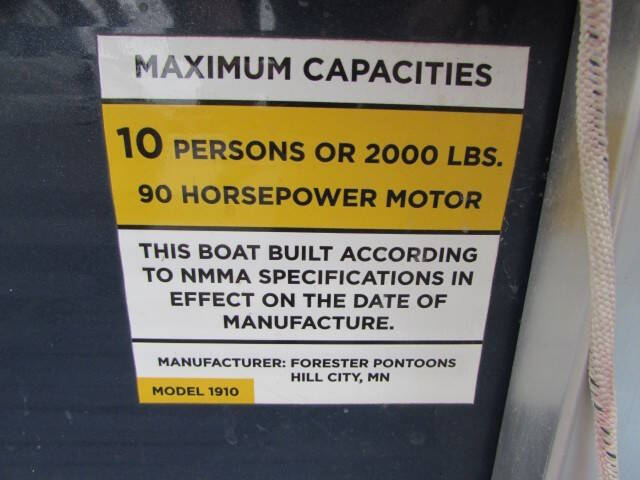 MAXIMUM CAPACITIES
10 PERSONS OR 2000 LBS.
90 HORSEPOWER MOTOR
THIS BOAT BUILT ACCORDING
TO NMMA SPECIFICATIONS IN
EFFECT ON THE DATE OF
MANUFACTURE.
MANUFACTURER: FORESTER PONTOONS
HILL CITY, MN
MODEL 1910